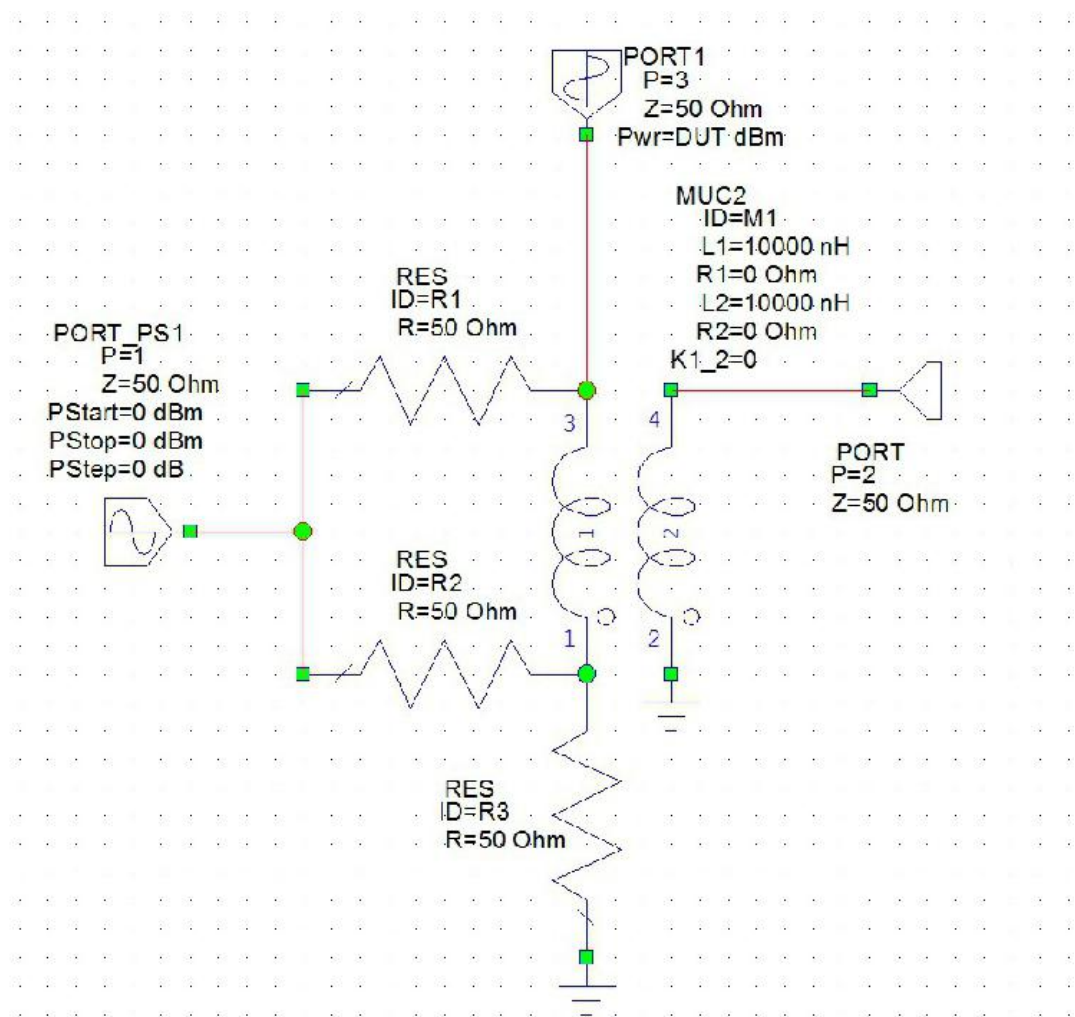 PORT1
P=3
Z=50 Ohm
Pwr=DUT dBm
MUC2
ID=M1
L1=10000 nH
R1=0 Ohm
L2=10000 nH
R2=0 Ohm
K1_2=0
RES
ID=R1
R=50 Ohm
PORT_PS1
P=1
Z=50 Ohm
PStart=0 dBm
PStop=0 dBm
PStep=0 dB
3
4
1
2
PORT
P=2
Z=50 Ohm
RES
ID=R2
R=50 Ohm
1
2
RES
ID=R3
R=50 Ohm